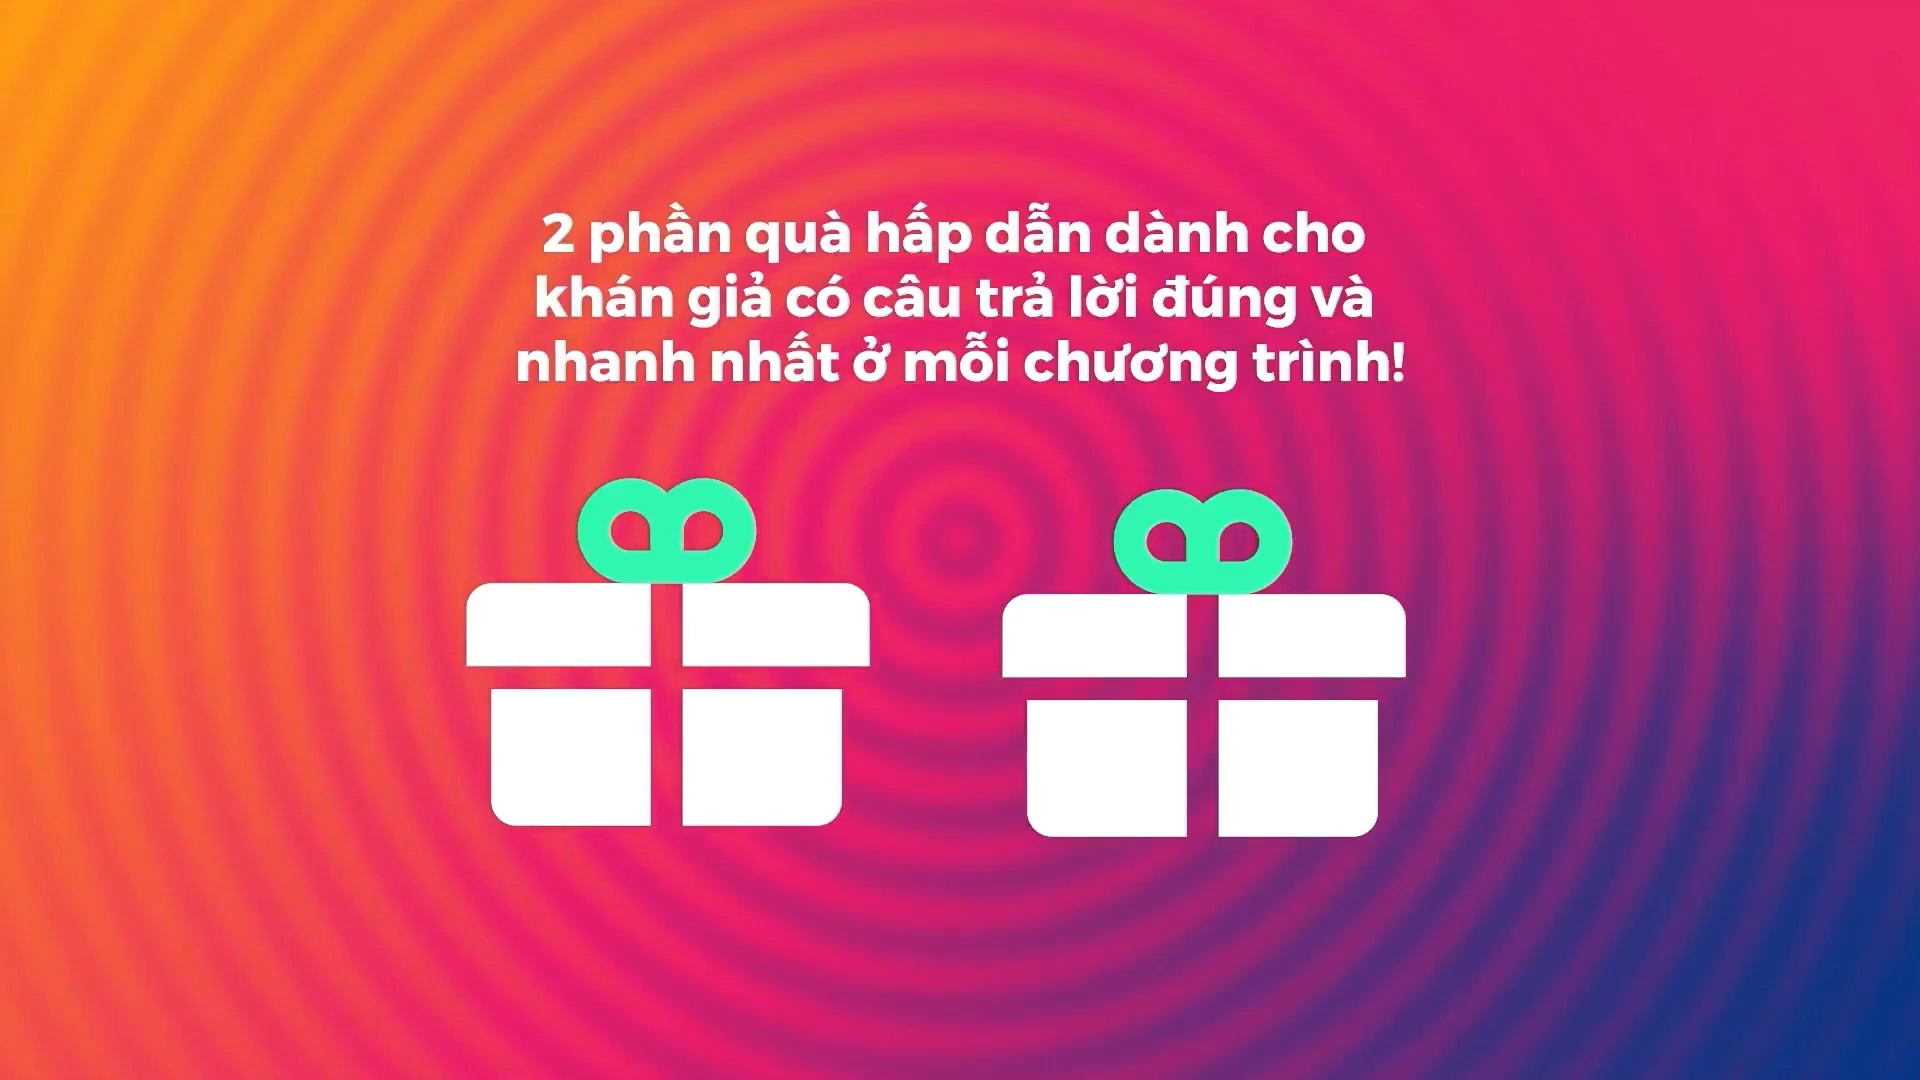 2 phần quà hấp dẫn dành cho
khán giả có câu trả lời đúng và
nhanh nhất ở mỗi chương trình!